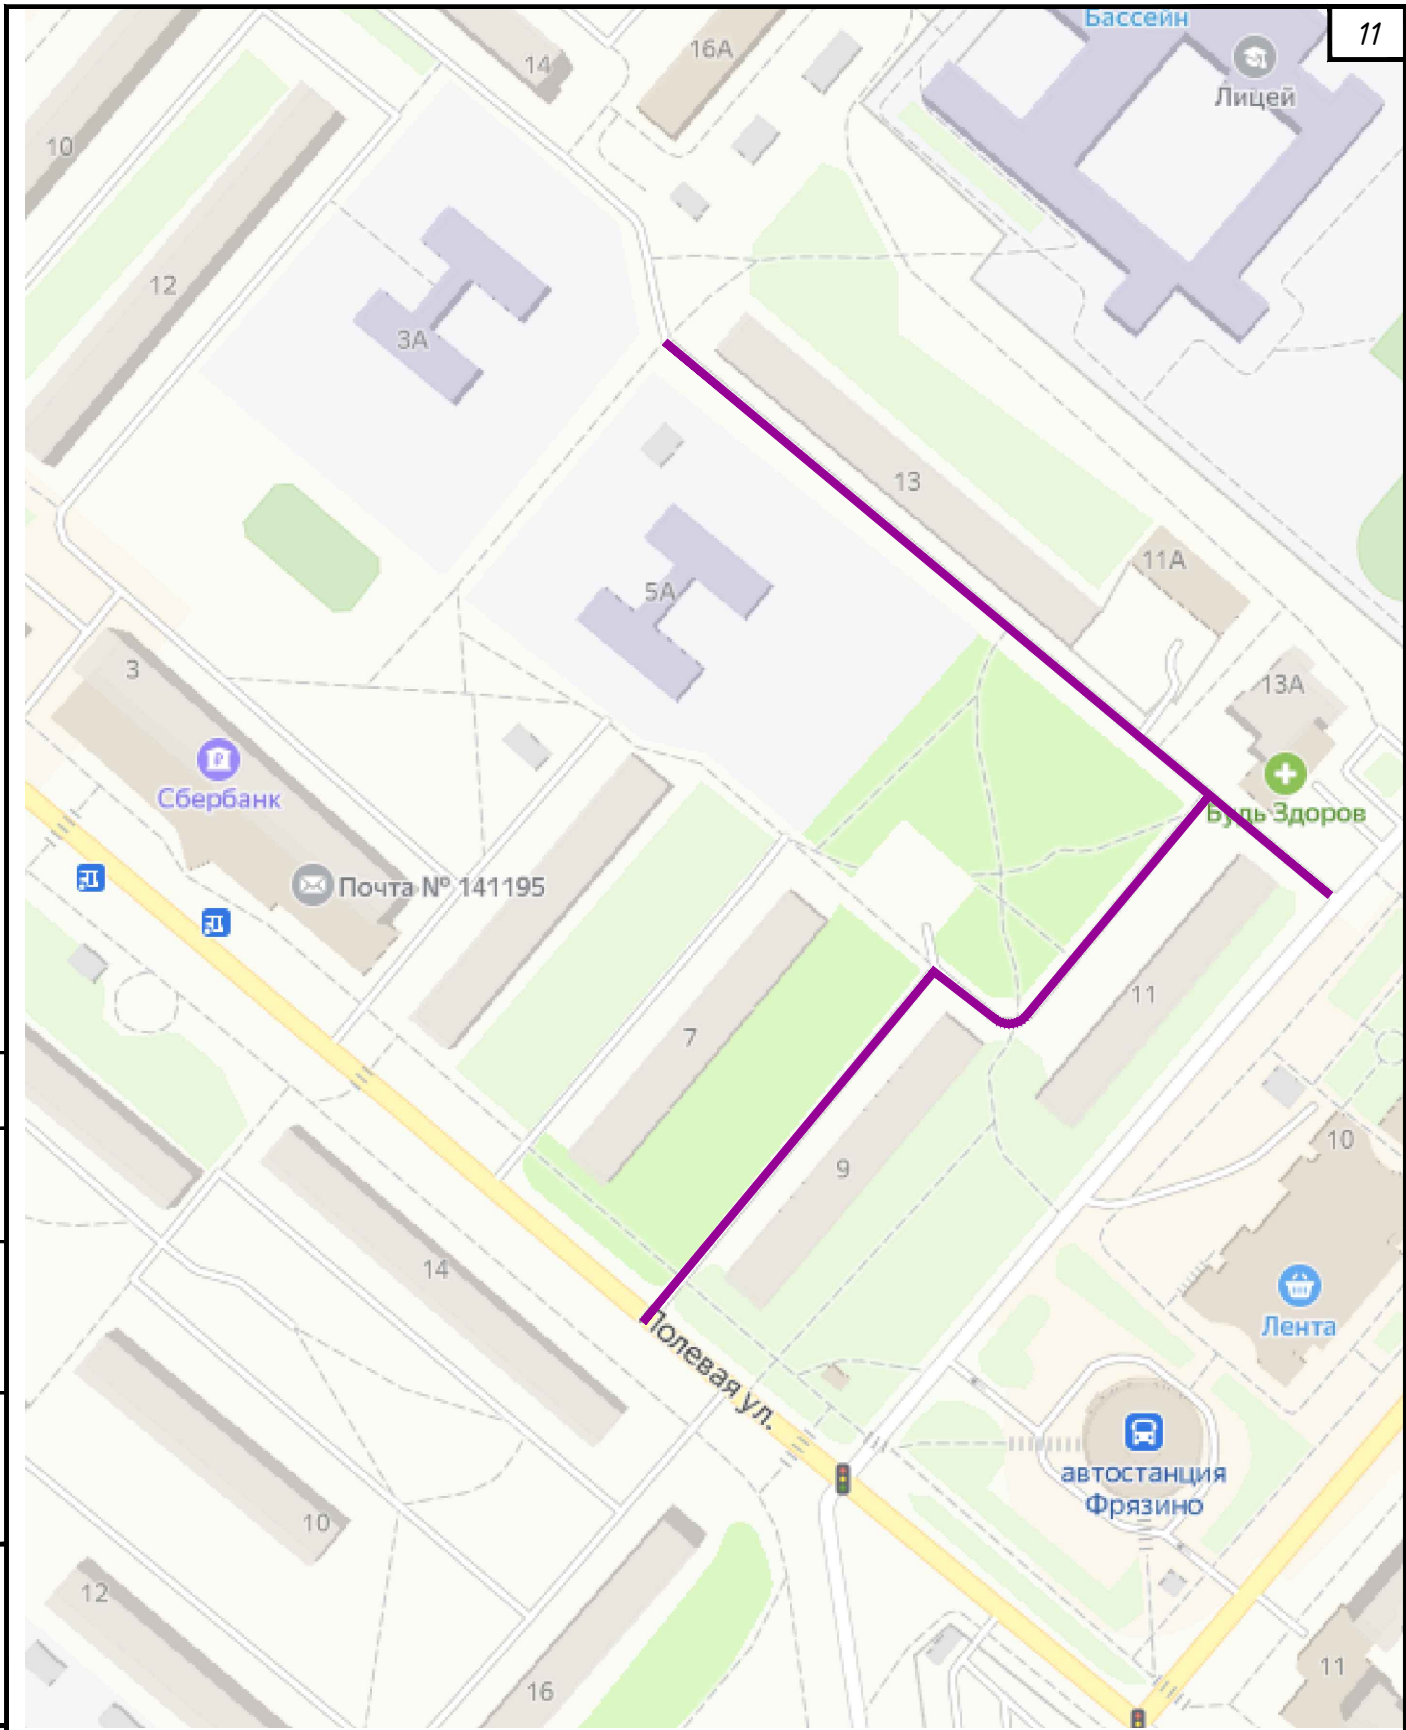 Бассейн
11
14
16А
Лицей
10
12
3А
13
11А
5А
3
13А
Сбербанк
Будь Здоров
Почта № 141195
11
7
10
9
14
Лента
Полевая ул.
автостанция
Фрязино
10
12
11
16